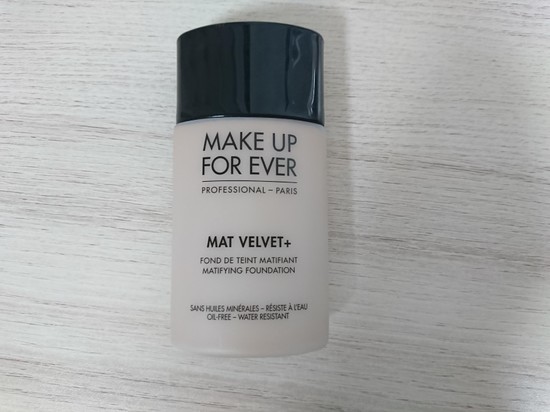 MAKE UP
FOR EVER
PROFESSIONAL – PARIS
MAT VELVET+
FOND DE TEINT MATIFIANT
MATIFYING FOUNDATION
SANS HUILES MINÉRALES – RÉSISTE À L'EAU
OIL-FREE – WATER RESISTANT